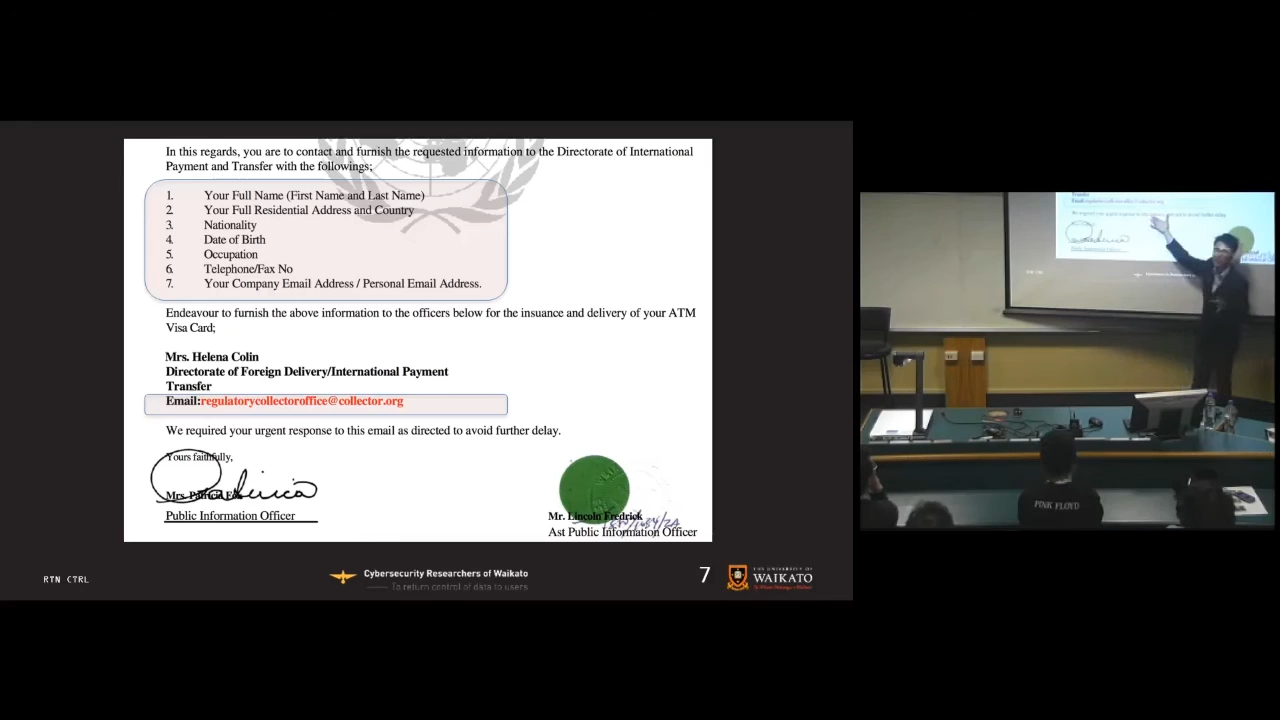 In this regards, you are to contact and furnish the requested information to the Directorate of International
Payment and Transfer with the followings;
1. Your Full Name (First Name and Last Name)
2. Your Full Residential Address and Country
3. Nationality
4. Date of Birth
5. Occupation
6. Telephone/Fax No
7. Your Company Email Address / Personal Email Address.
Endeavour to furnish the above information to the officers below for the insuance and delivery of your ATM
Visa Card;
Mrs. Helena Colin
Directorate of Foreign Delivery/International Payment
Transfer
Email:regulatorycollectoroffice@collector.org
We required your urgent response to this email as directed to avoid further delay.
Yours faithfully,
Mrs. Patricia
Public Information Officer
Mr. Lincoln Fredrick
Ast Public Information Officer
RTN CTRL
Cybersecurity Researchers of Waikato
To return control of data to users
7
THE UNIVERSITY OF
WAIKATO
PINK FLOYD